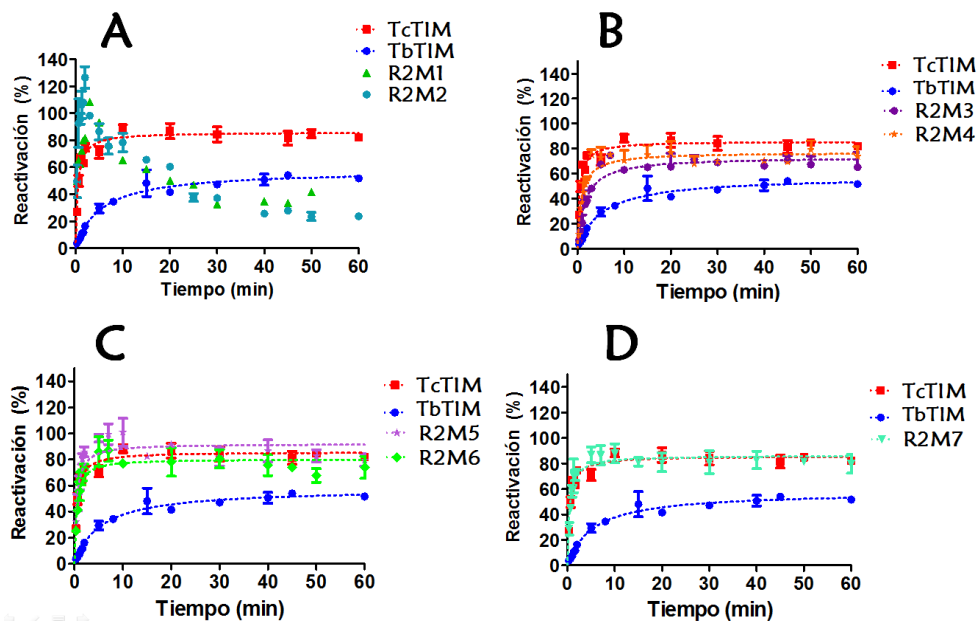 A
TcTIM
TbTIM
R2M1
R2M2
Reactivación (%)
140
120
100
80
60
40
20
0
0 10 20 30 40 50 60
Tiempo (min)
B
TcTIM
TbTIM
R2M3
R2M4
Reactivación (%)
140
120
100
80
60
40
20
0
0 10 20 30 40 50 60
Tiempo (min)
C
TcTIM
TbTIM
R2M5
R2M6
Reactivación (%)
140
120
100
80
60
40
20
0
0 10 20 30 40 50 60
Tiempo (min)
D
TcTIM
TbTIM
R2M7
Reactivación (%)
140
120
100
80
60
40
20
0
0 10 20 30 40 50 60
Tiempo (min)